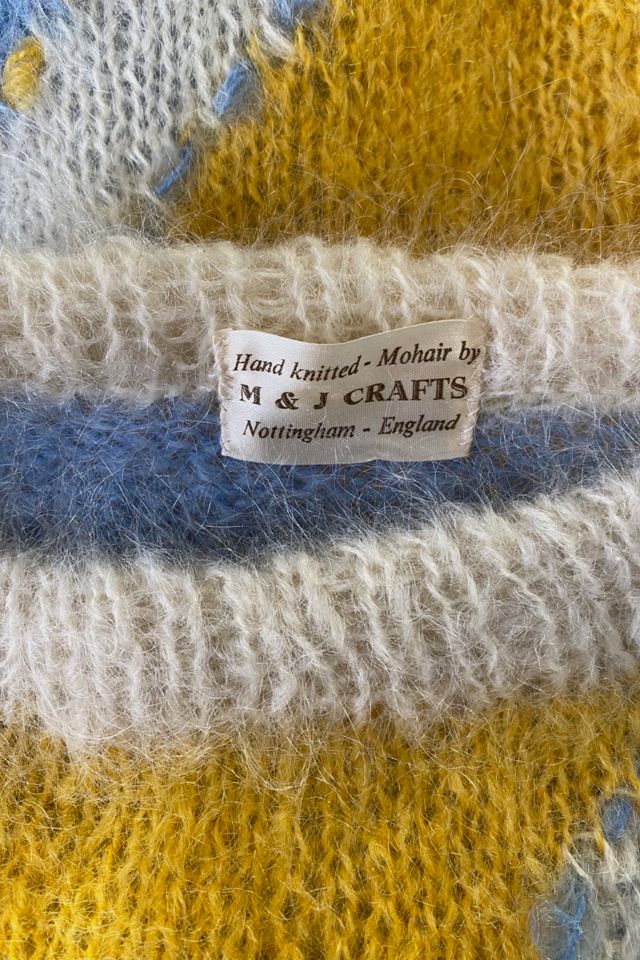 Hand knitted - Mohair by
M & J CRAFTS
Nottingham - England